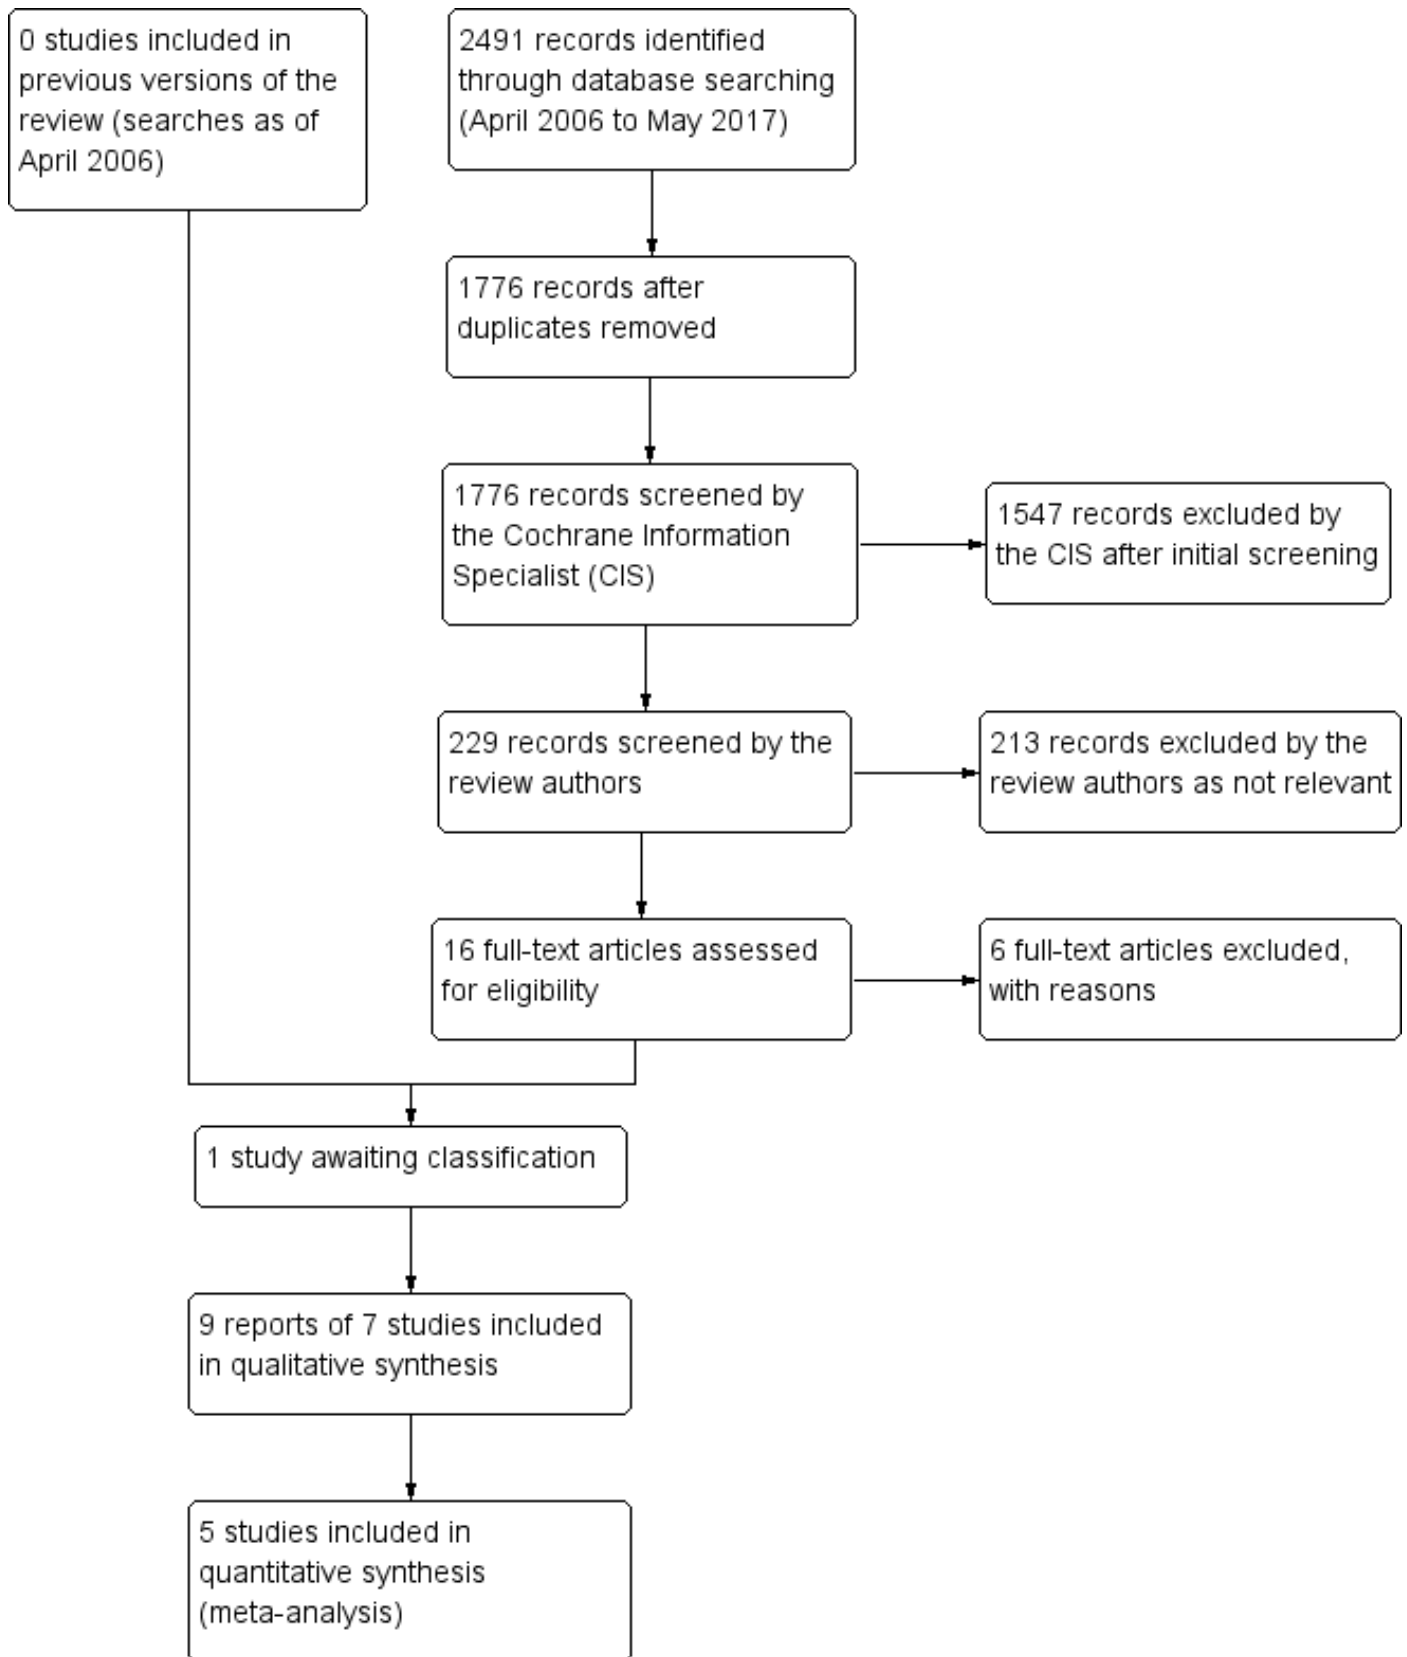 0 studies included in
previous versions of the
review (searches as of
April 2006)
2491 records identified
through database searching
(April 2006 to May 2017)
1776 records after
duplicates removed
1776 records screened by
the Cochrane Information
Specialist (CIS)
1547 records excluded by
the CIS after initial screening
229 records screened by the
review authors
213 records excluded by the
review authors as not relevant
16 full-text articles assessed
for eligibility
6 full-text articles excluded,
with reasons
1 study awaiting classification
9 reports of 7 studies included
in qualitative synthesis
5 studies included in
quantitative synthesis
(meta-analysis)